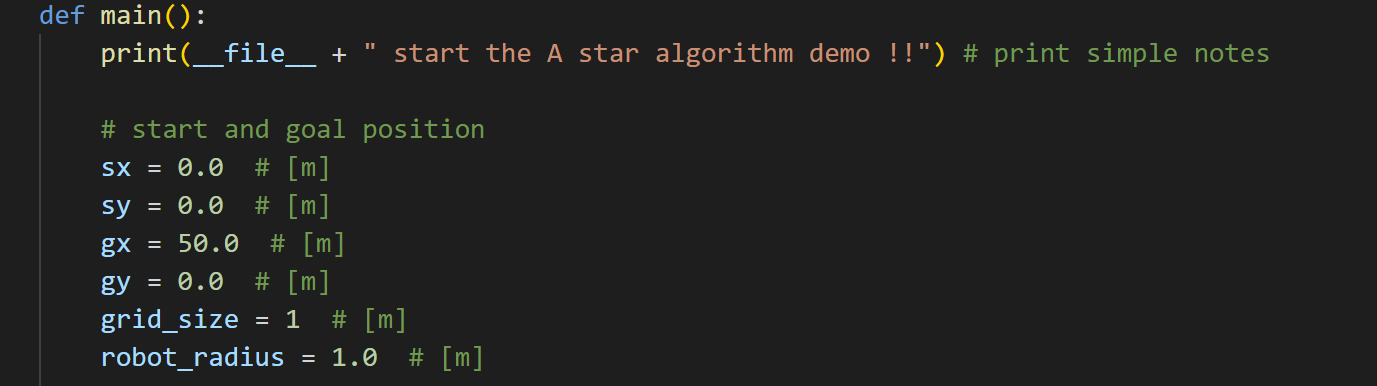 def main():
    print(__file__ + " start the A star algorithm demo !!") # print simple notes

    # start and goal position
    sx = 0.0  # [m]
    sy = 0.0  # [m]
    gx = 50.0  # [m]
    gy = 0.0  # [m]
    grid_size = 1  # [m]
    robot_radius = 1.0  # [m]